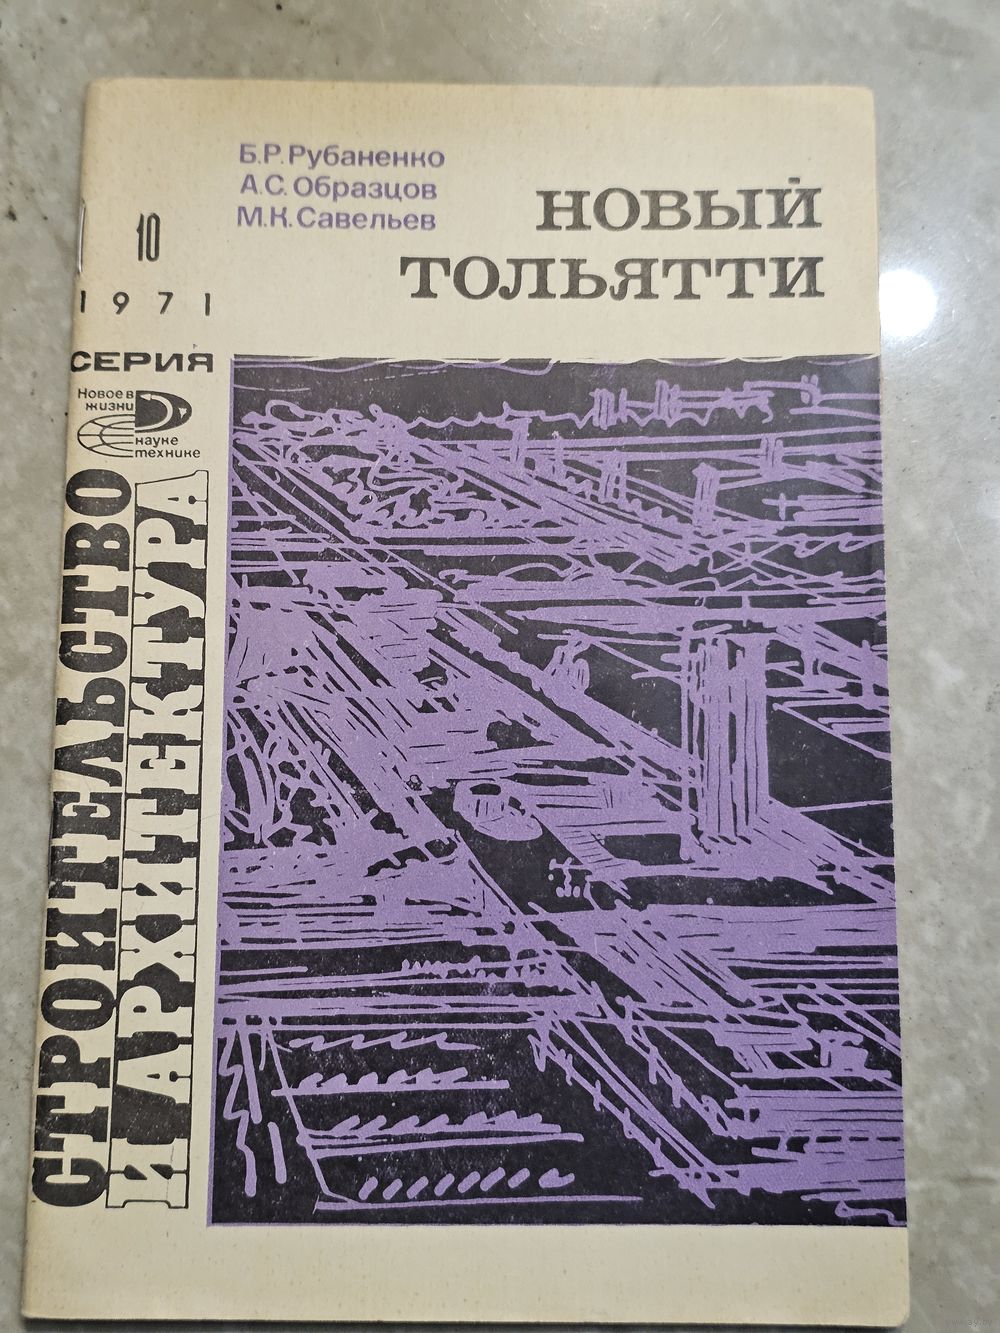 Б.Р.Рубаненко
А.С.Образцов
М.К.Савельев
НОВЫЙ
ТОЛЬЯТТИ
10
1971
СЕРИЯ
Новое в
жизни
науке
технике
СТРОИТЕЛЬСТВО
И АРХИТЕКТУРА